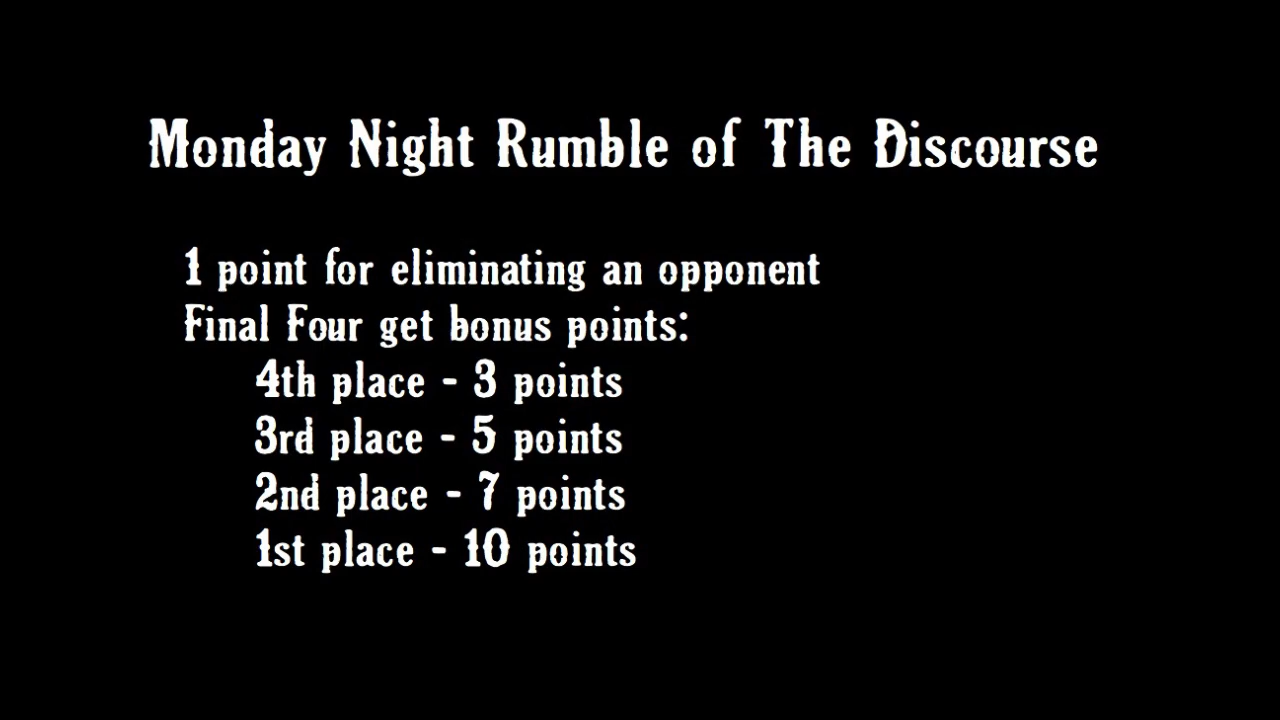 Monday Night Rumble of The Discourse
1 point for eliminating an opponent
Final Four get bonus points:
4th place - 3 points
3rd place - 5 points
2nd place - 7 points
1st place - 10 points